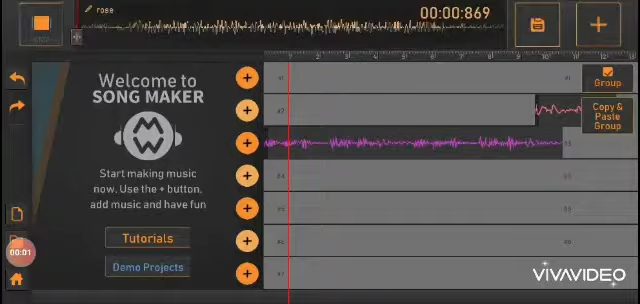 rose
00:00:869
Welcome to
SONG MAKER
Start making music
now. Use the + button,
add music and have fun
Tutorials
Demo Projects
Group
Copy &
Paste
Group
00:01
VIVAVIDEO